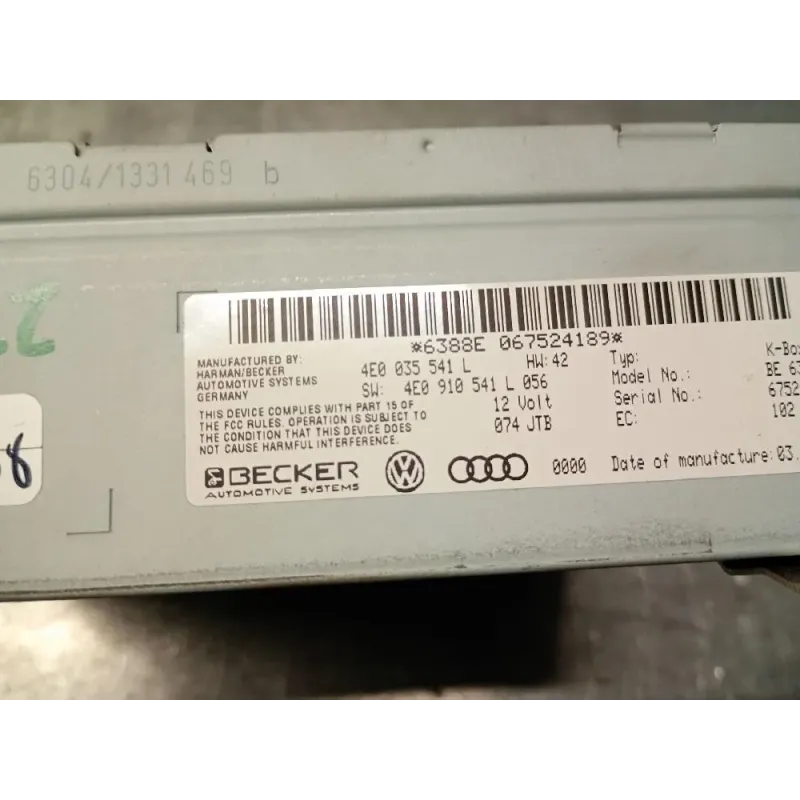 6304/1331 469 b
*6388E 067524189*
MANUFACTURED BY:
HARMAN/BECKER
AUTOMOTIVE SYSTEMS
GERMANY
4E0 035 541 L HW: 42
SW: 4E0 910 541 L 056
12 Volt
074 JTB
Typ: K-Box
Model No.: BE 63
Serial No.: 6752
EC: 102
THIS DEVICE COMPLIES WITH PART 15 OF
THE FCC RULES. OPERATION IS SUBJECT TO
THE CONDITION THAT THIS DEVICE DOES
NOT CAUSE HARMFUL INTERFERENCE.
BECKER
AUTOMOTIVE SYSTEMS
0000 Date of manufacture: 03.
8